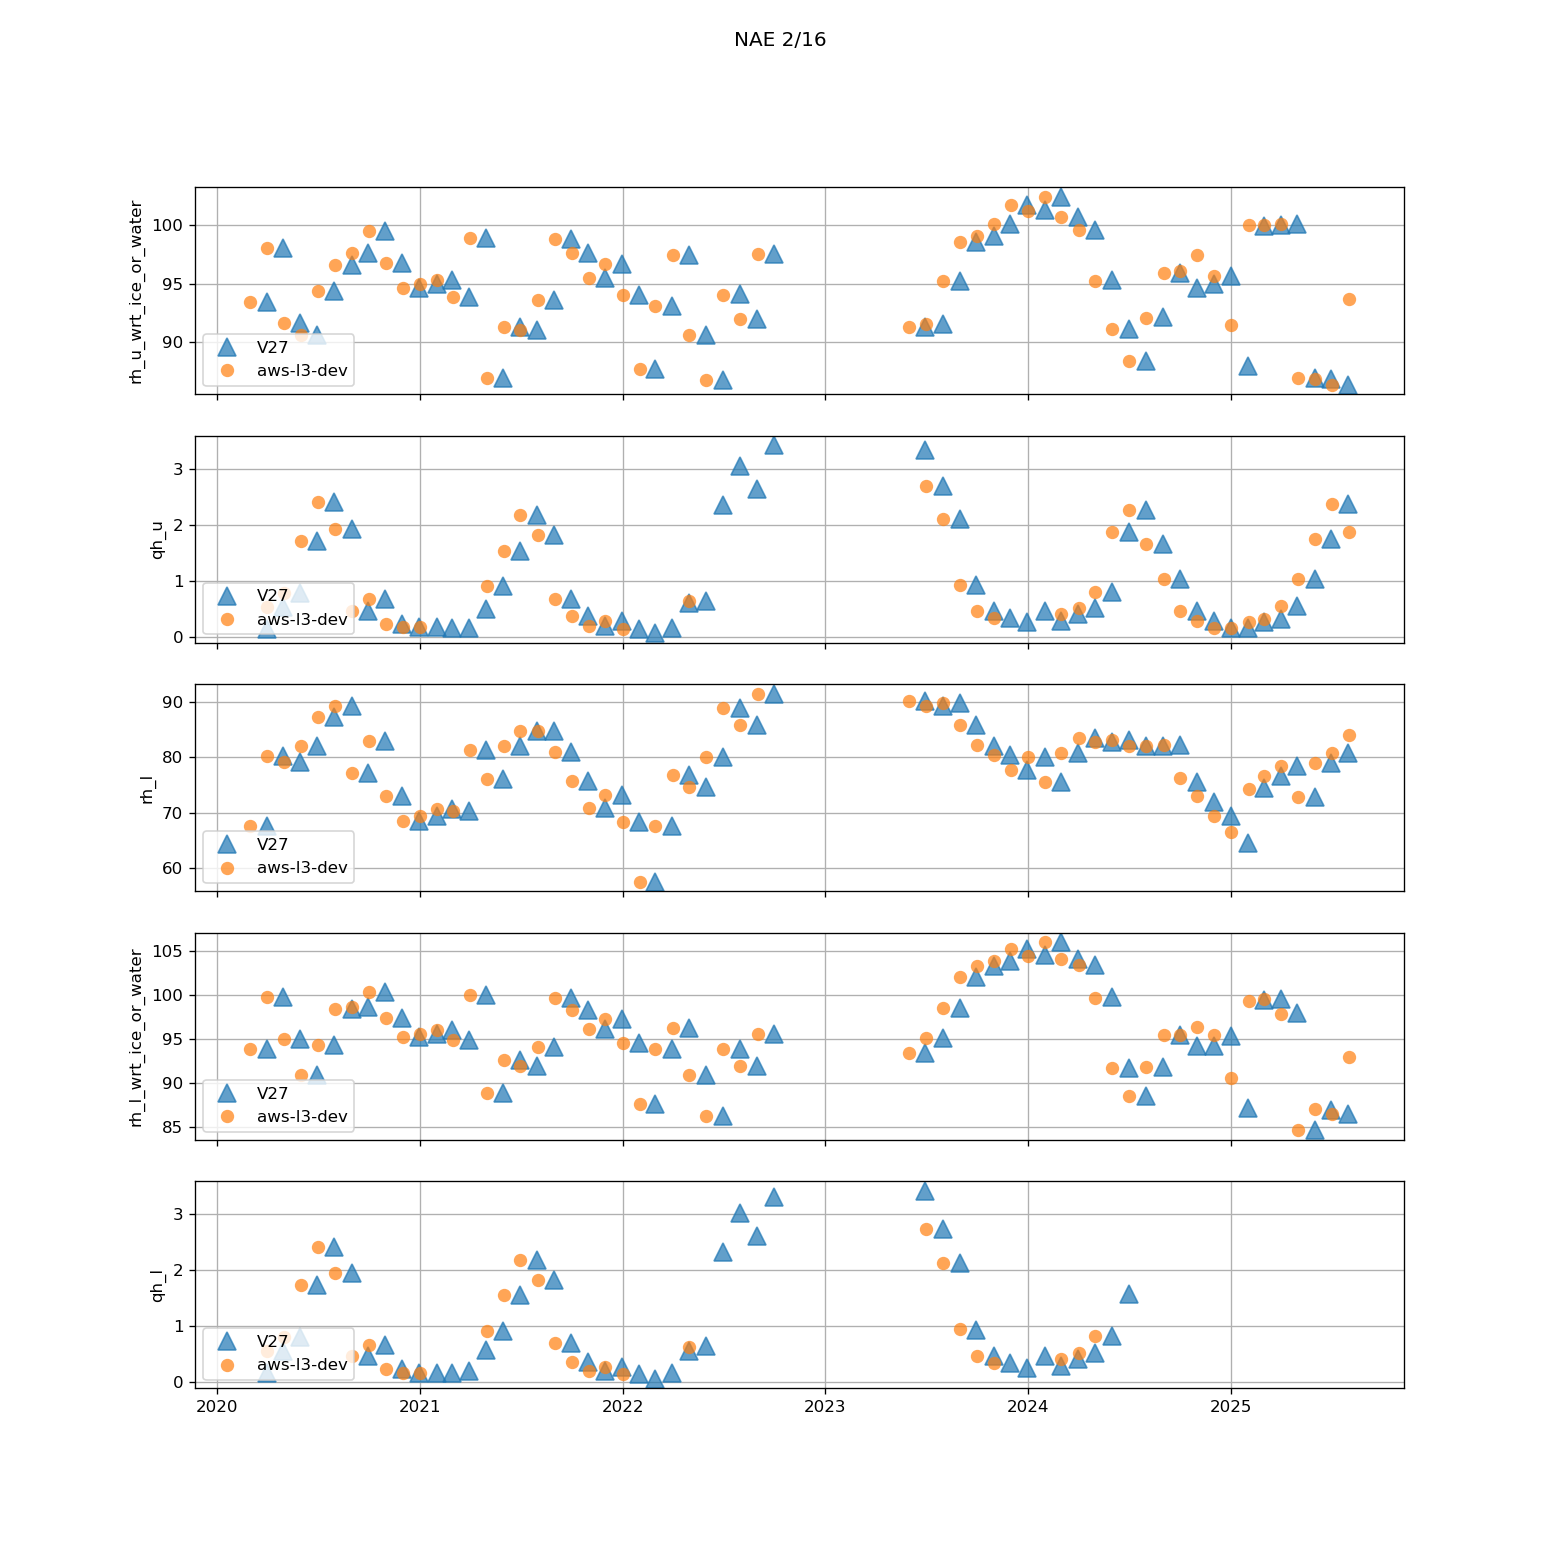 NAE 2/16
rh_u_wrt_ice_or_water
100
95
90
V27
aws-l3-dev
qh_u
3
2
1
0
V27
aws-l3-dev
rh_l
90
80
70
60
V27
aws-l3-dev
rh_l_wrt_ice_or_water
105
100
95
90
85
V27
aws-l3-dev
qh_l
3
2
1
0
V27
aws-l3-dev
2020 2021 2022 2023 2024 2025